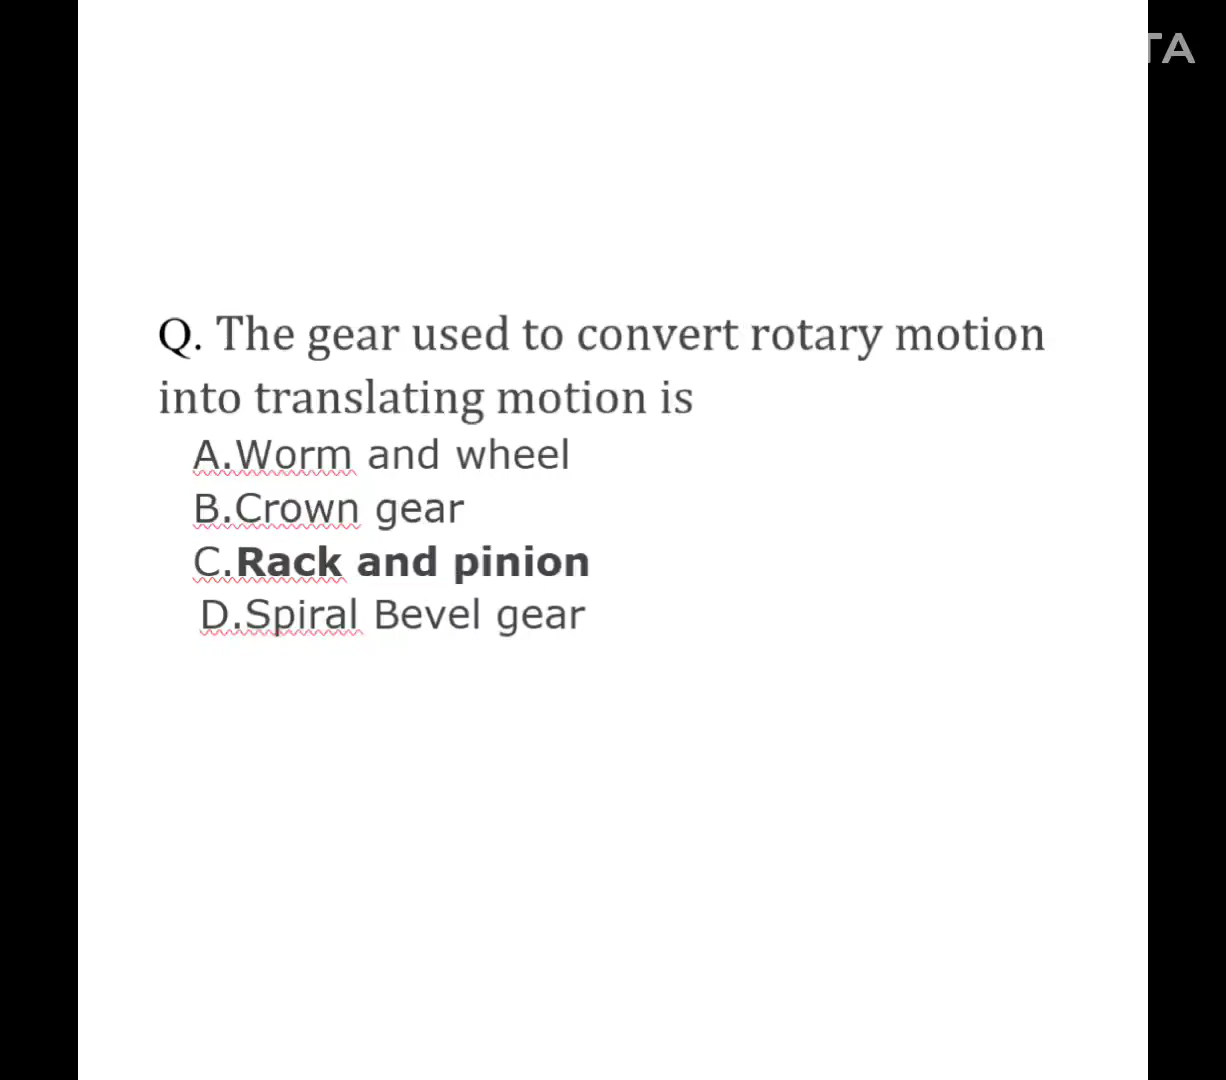 TA
Q. The gear used to convert rotary motion
into translating motion is
A.Worm and wheel
B.Crown gear
C.Rack and pinion
D.Spiral Bevel gear